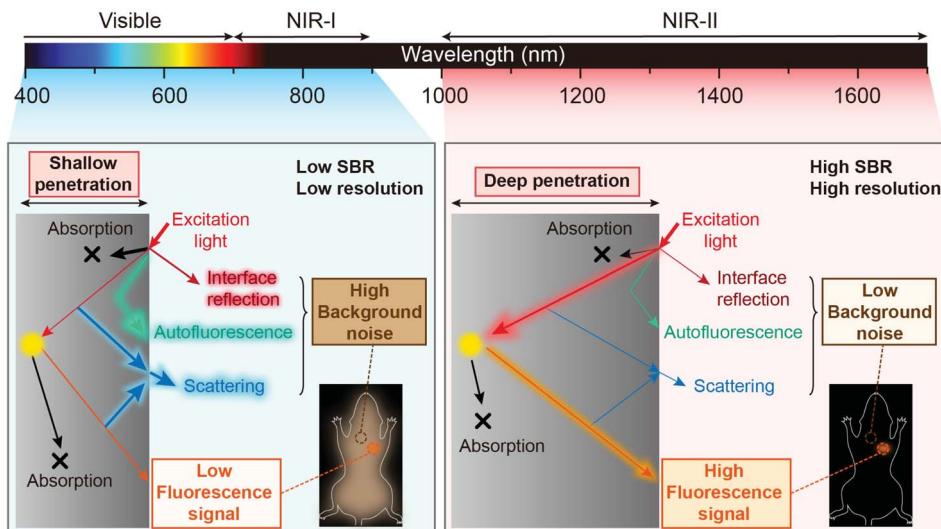 Visible
NIR-I
NIR-II
Wavelength (nm)
400
600
800
1000
1200
1400
1600
Shallow
penetration
Low SBR
Low resolution
Absorption
Excitation
light
Interface
reflection
Autofluorescence
Scattering
High
Background
noise
Absorption
Low
Fluorescence
signal
Deep penetration
High SBR
High resolution
Absorption
Excitation
light
Interface
reflection
Autofluorescence
Scattering
Low
Background
noise
Absorption
High
Fluorescence
signal